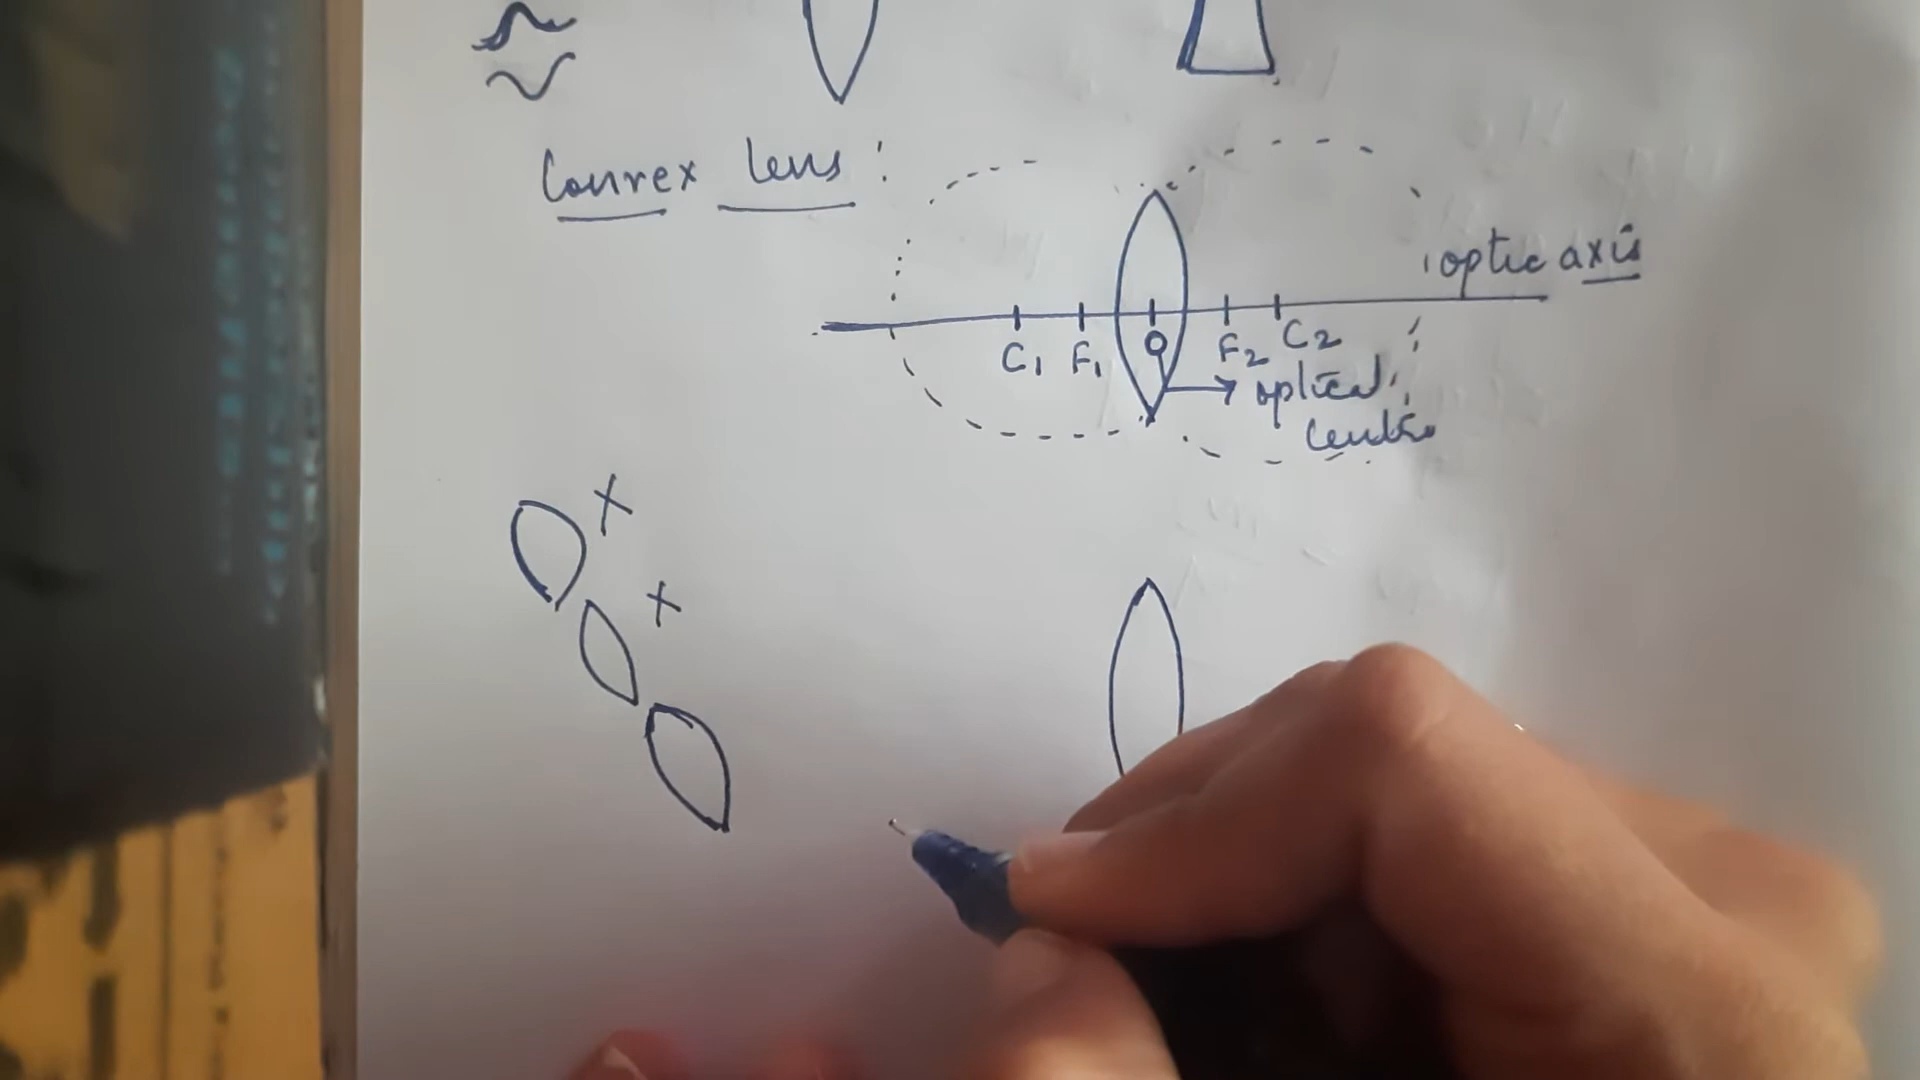 Convex lens :
optic axis
C1 F1 O F2 C2
optical
centre